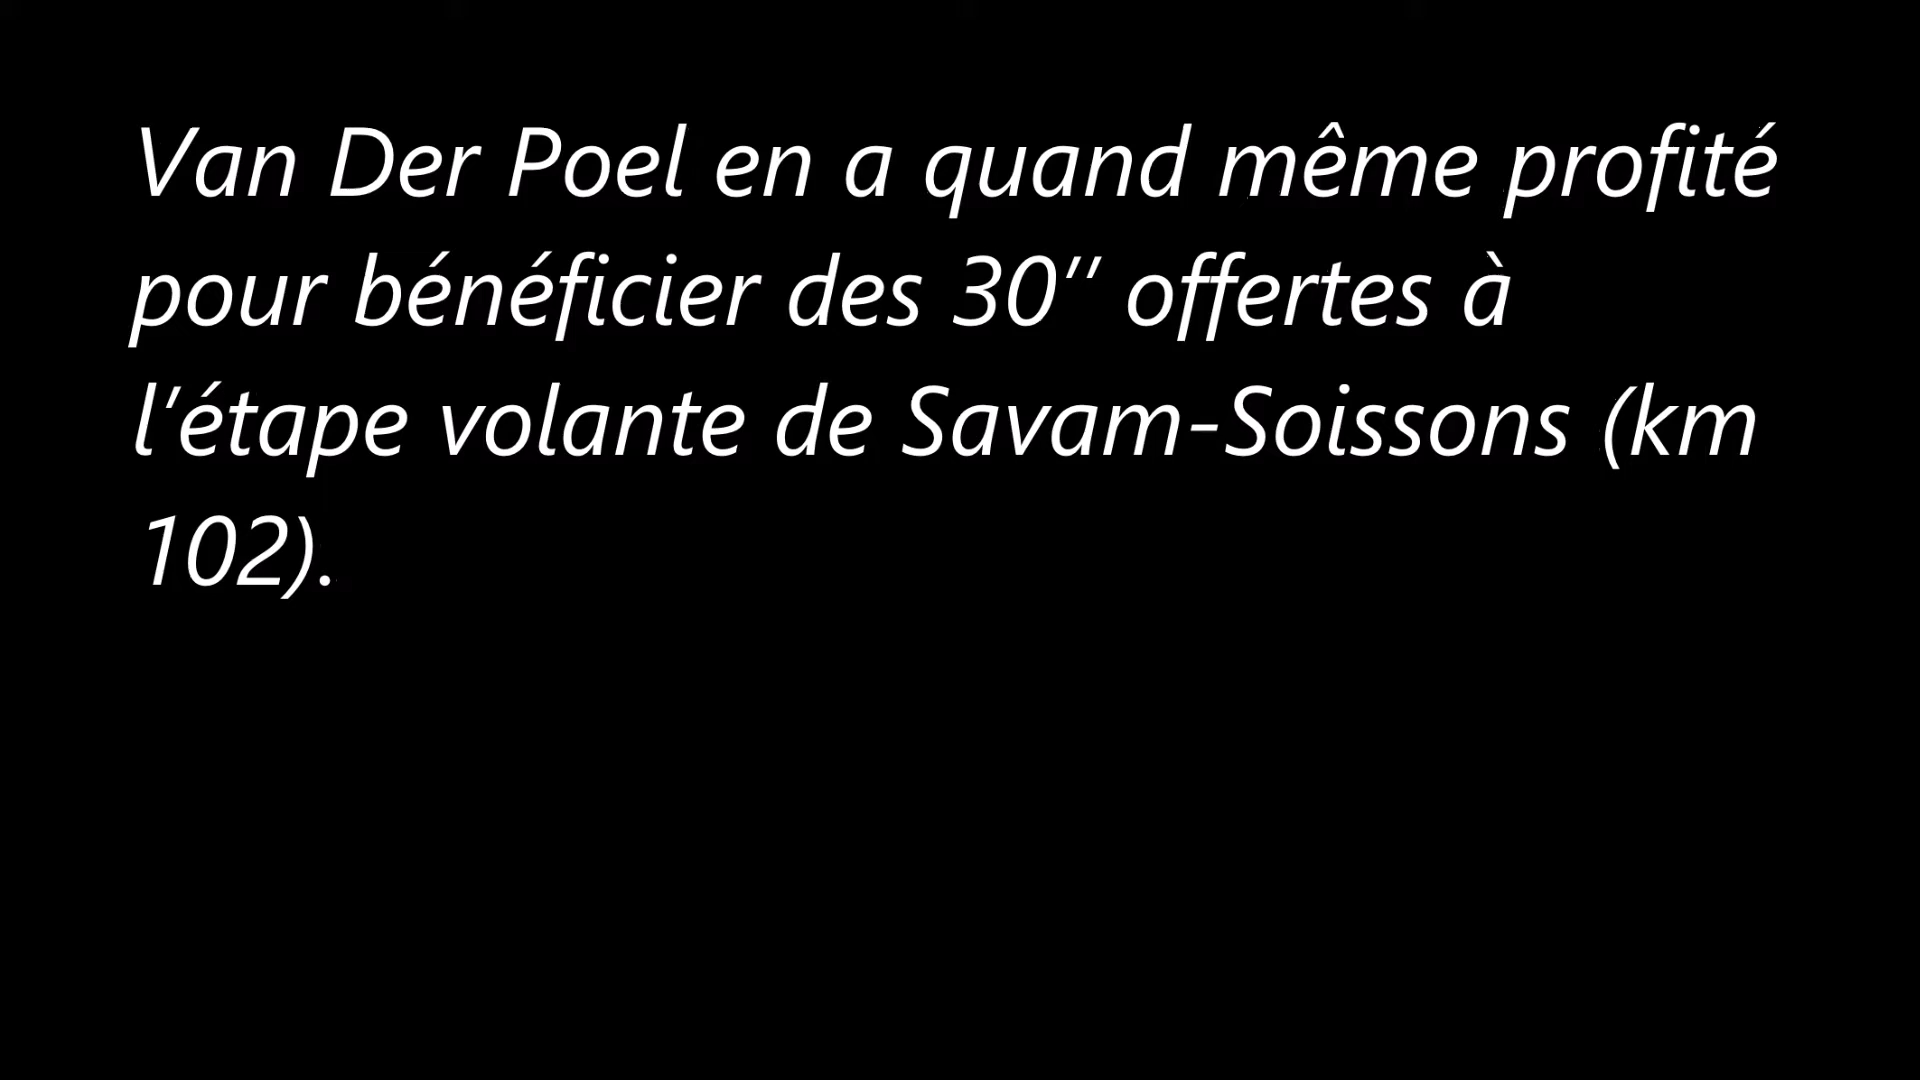 Van Der Poel en a quand même profité
pour bénéficier des 30’’ offertes à
l’étape volante de Savam-Soissons (km
102).